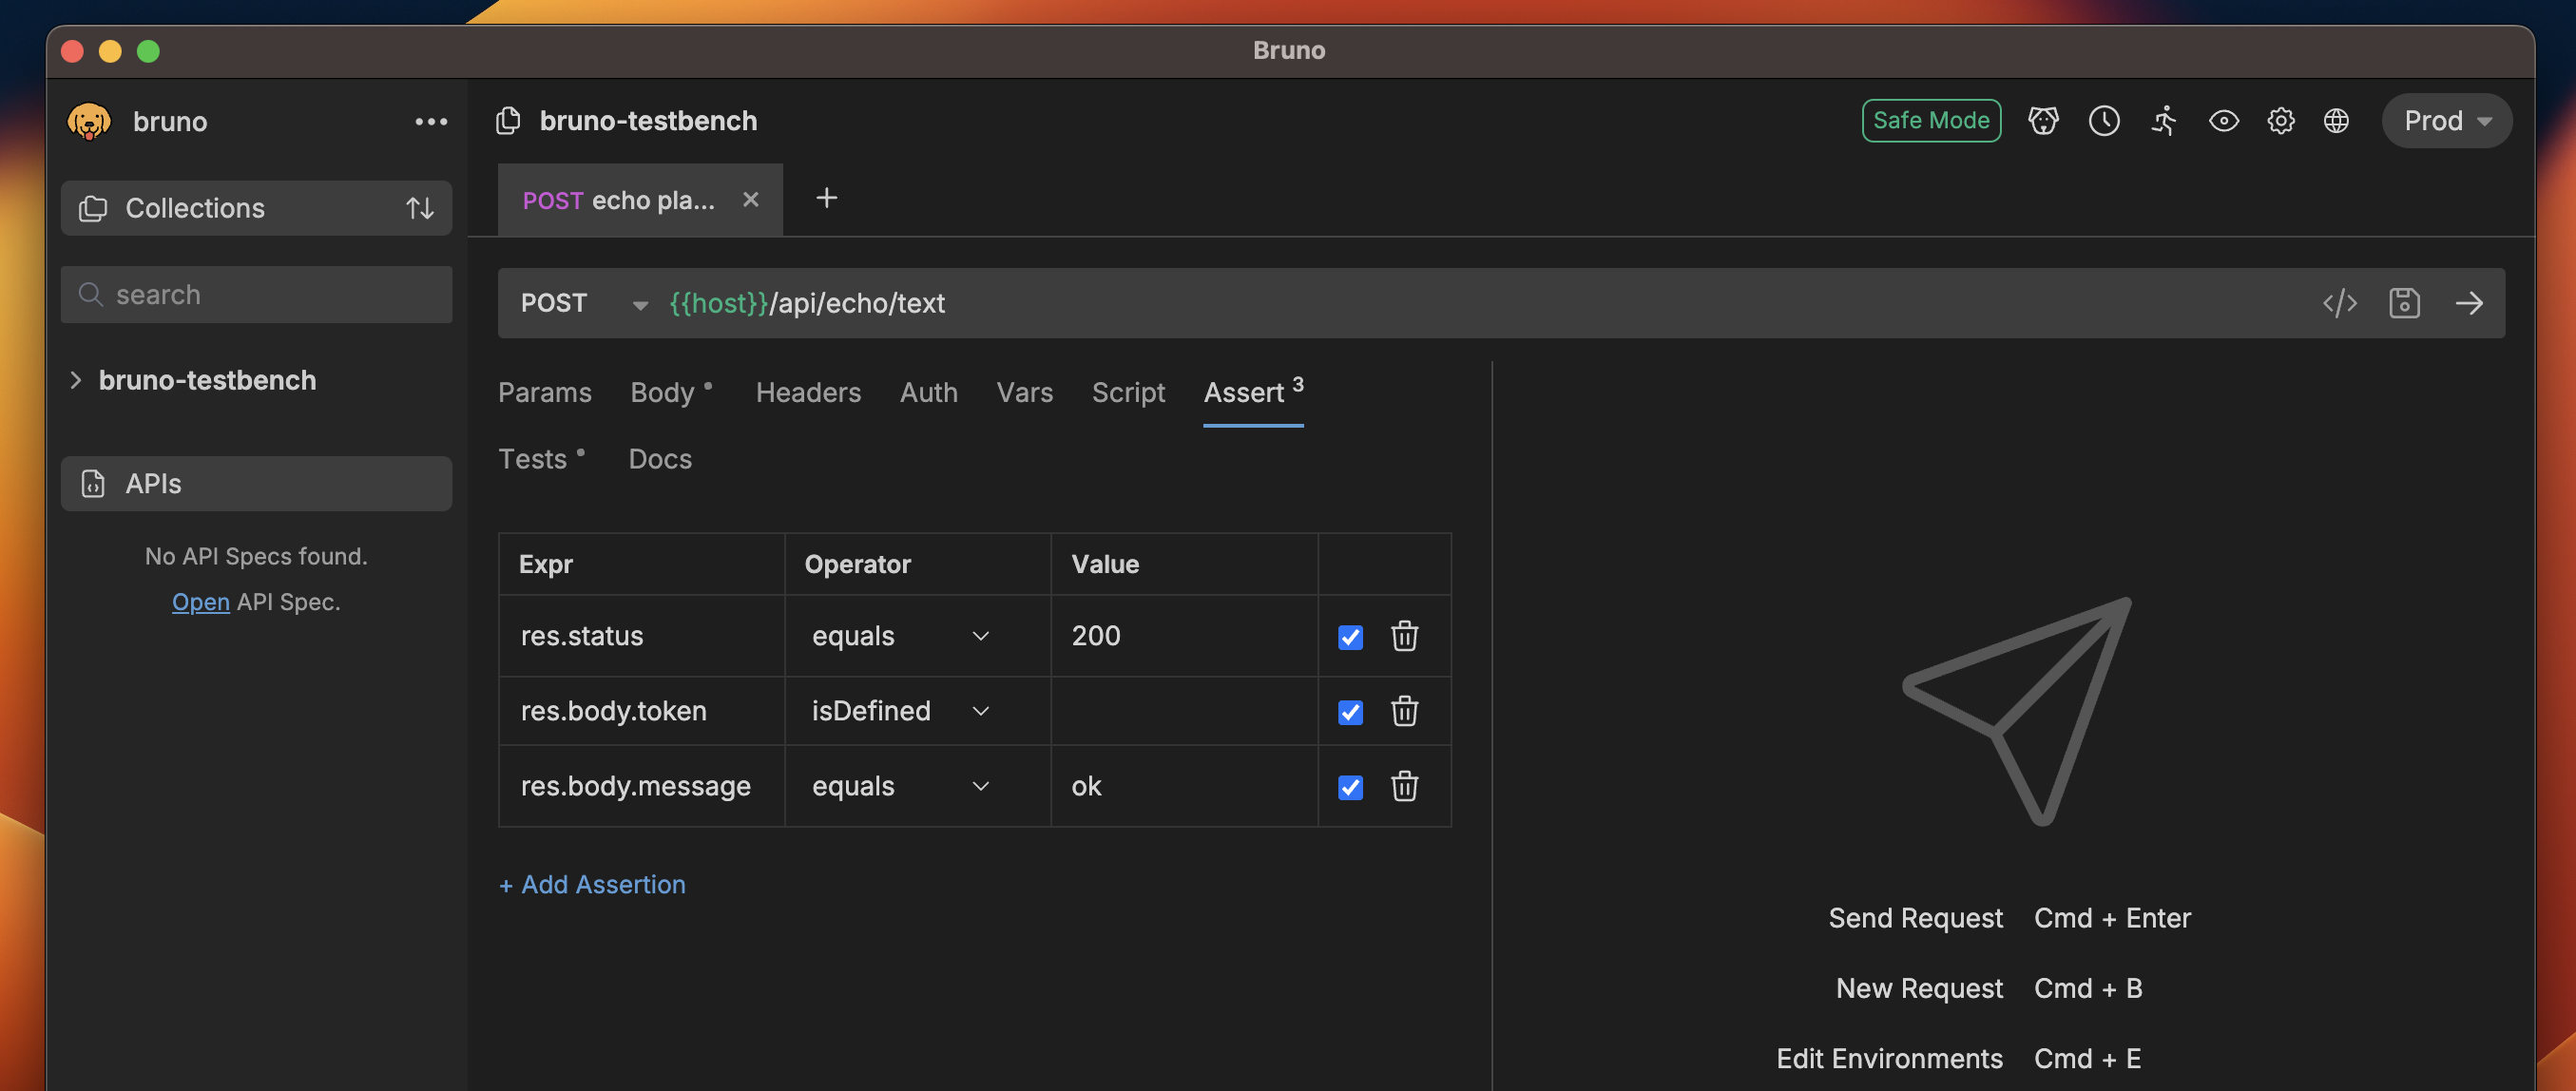 Bruno
bruno
Collections
search
bruno-testbench
APIs
No API Specs found.
Open API Spec.
bruno-testbench
Safe Mode
Prod
POST echo pla...
POST {{host}}/api/echo/text
Params Body Headers Auth Vars Script Assert 3
Tests Docs
Expr Operator Value
res.status equals 200
res.body.token isDefined
res.body.message equals ok
+ Add Assertion
Send Request Cmd + Enter
New Request Cmd + B
Edit Environments Cmd + E